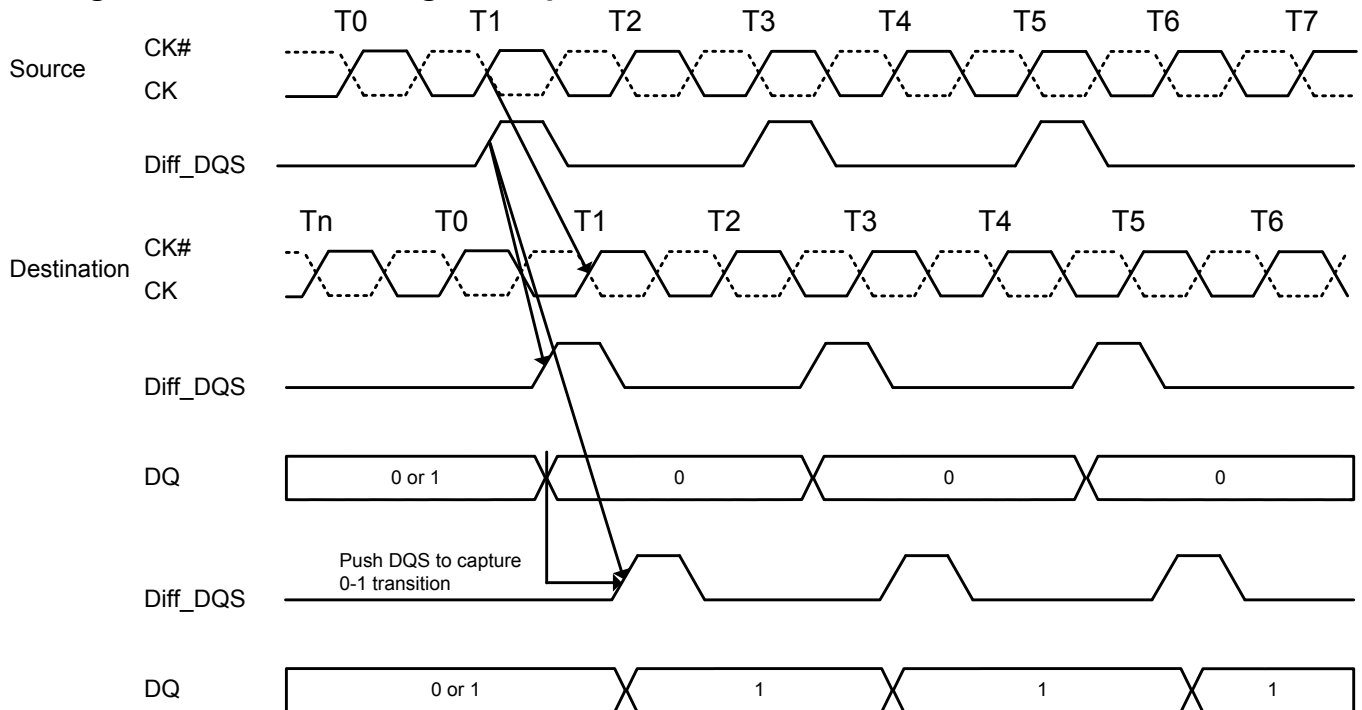 T0 T1 T2 T3 T4 T5 T6 T7
Source
CK#
CK
Diff_DQS
Tn T0 T1 T2 T3 T4 T5 T6
Destination
CK#
CK
Diff_DQS
DQ
0 or 1 0 0 0
Push DQS to capture
0-1 transition
Diff_DQS
DQ
0 or 1 1 1 1